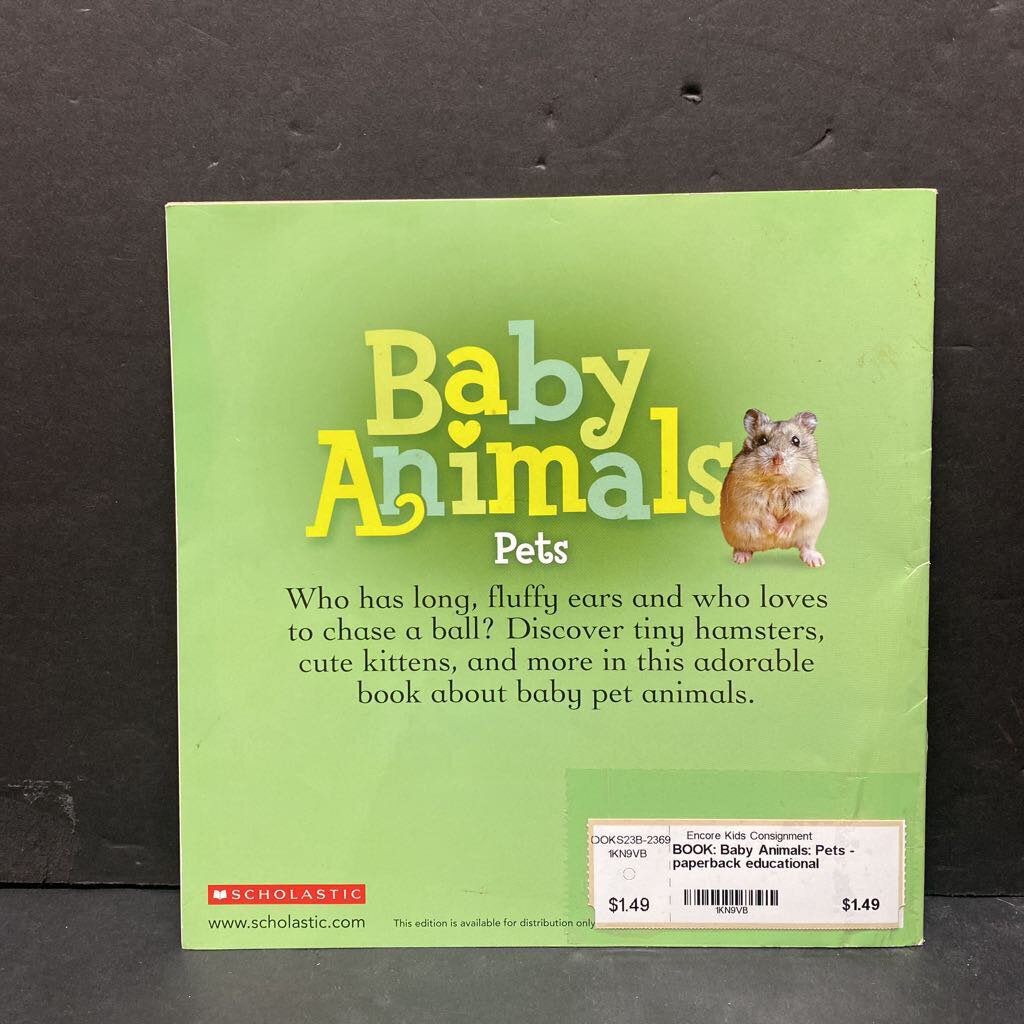 Baby
Animals
Pets
Who has long, fluffy ears and who loves
to chase a ball? Discover tiny hamsters,
cute kittens, and more in this adorable
book about baby pet animals.
SCHOLASTIC
www.scholastic.com
This edition is available for distribution only
OOKS23B-2369
1KN9VB
$1.49
Encore Kids Consignment
BOOK: Baby Animals: Pets -
paperback educational
1KN9VB
$1.49